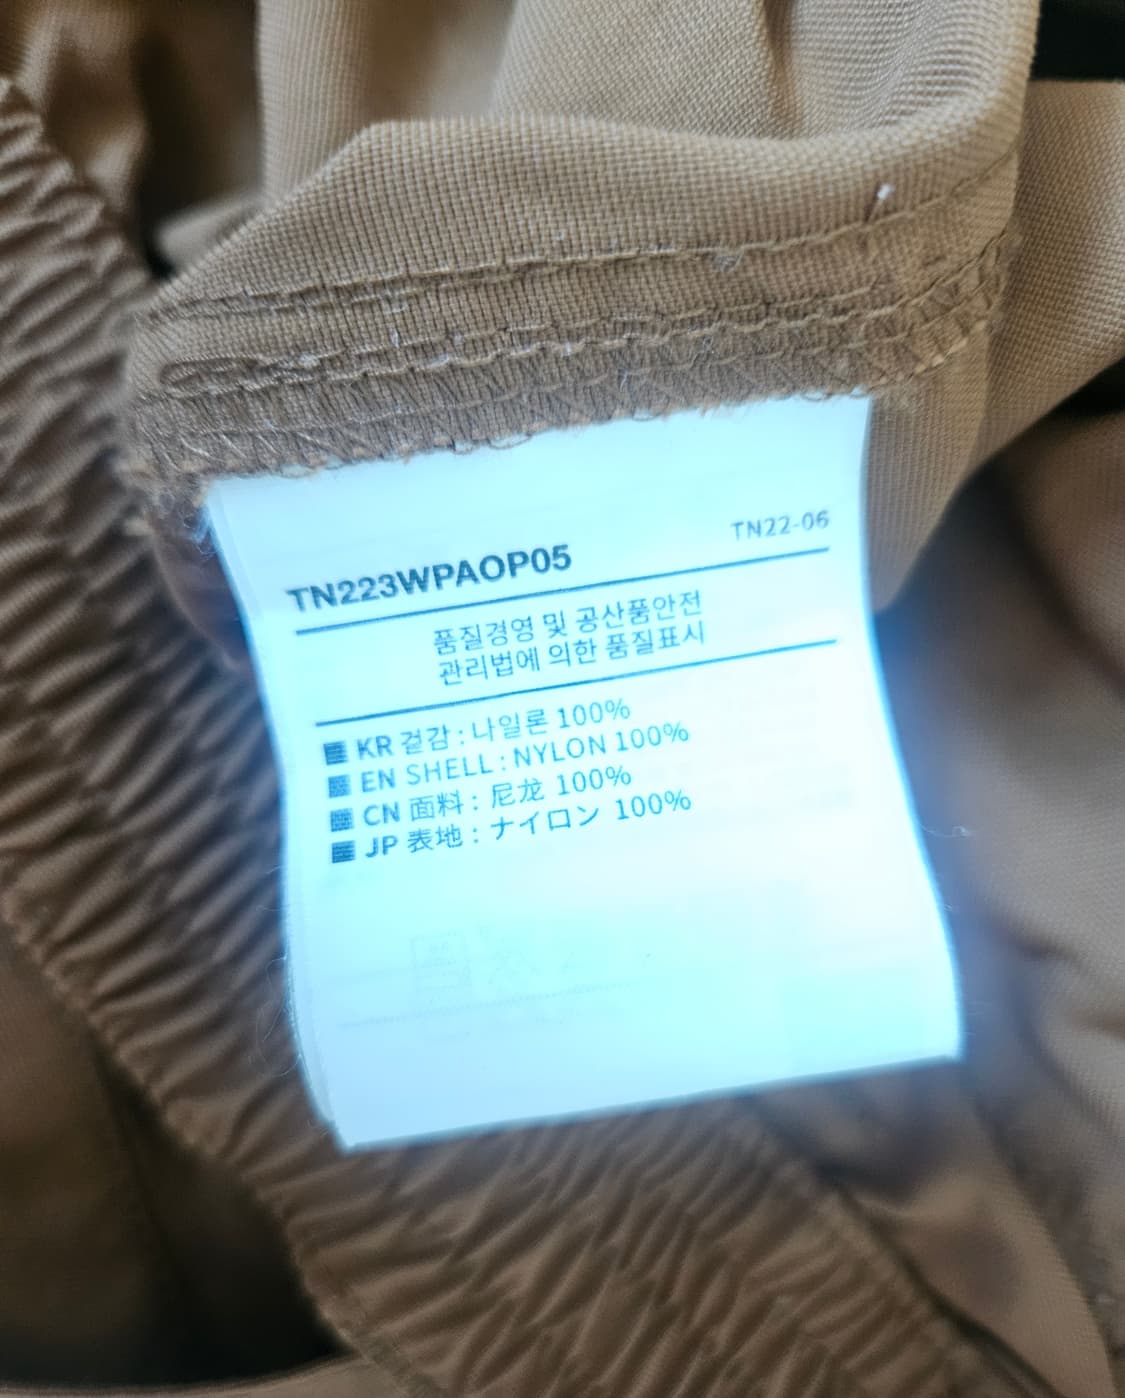 TN22-06
TN223WPAOP05
품질경영 및 공산품안전
관리법에 의한 품질표시
KR 겉감 : 나일론 100%
EN SHELL : NYLON 100%
CN 面料 : 尼龙 100%
JP 表地 : ナイロン 100%